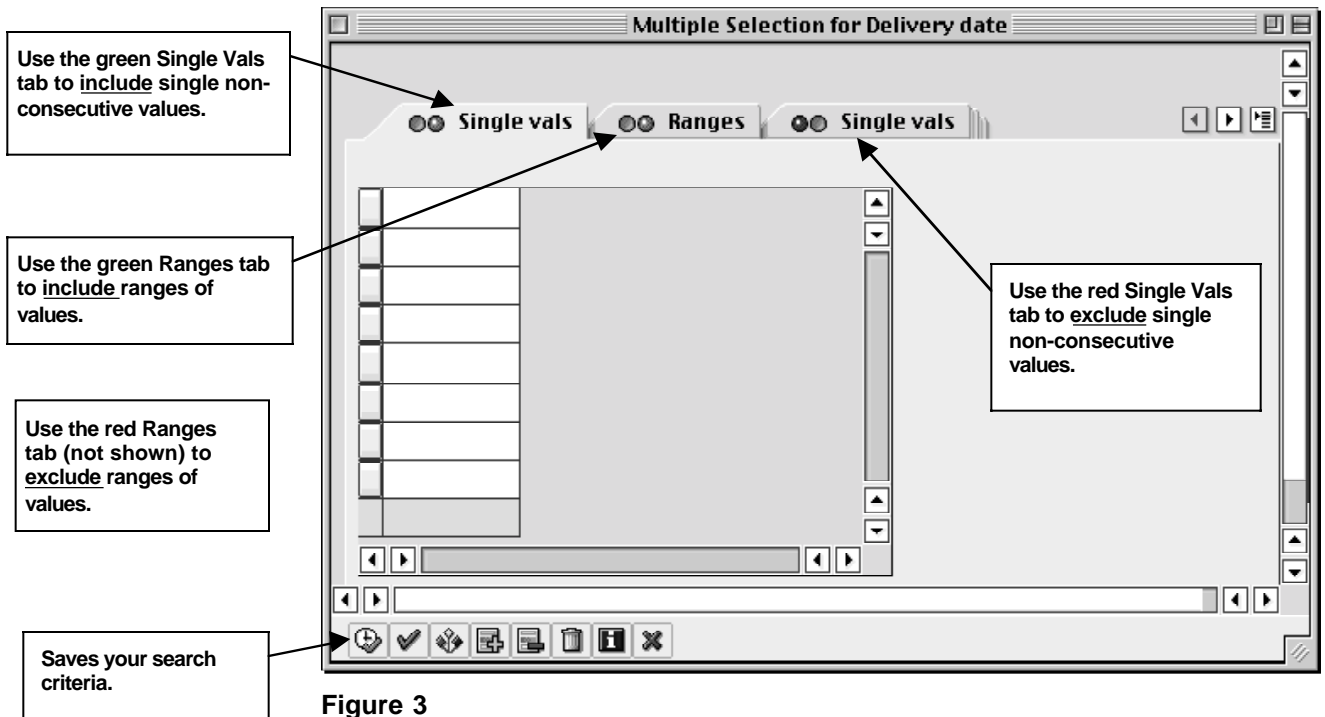 Multiple Selection for Delivery date
Use the green Single Vals
tab to include single non-
consecutive values.
Single vals
Ranges
Single vals
Use the green Ranges tab
to include ranges of
values.
Use the red Single Vals
tab to exclude single
non-consecutive
values.
Use the red Ranges
tab (not shown) to
exclude ranges of
values.
Saves your search
criteria.
Figure 3